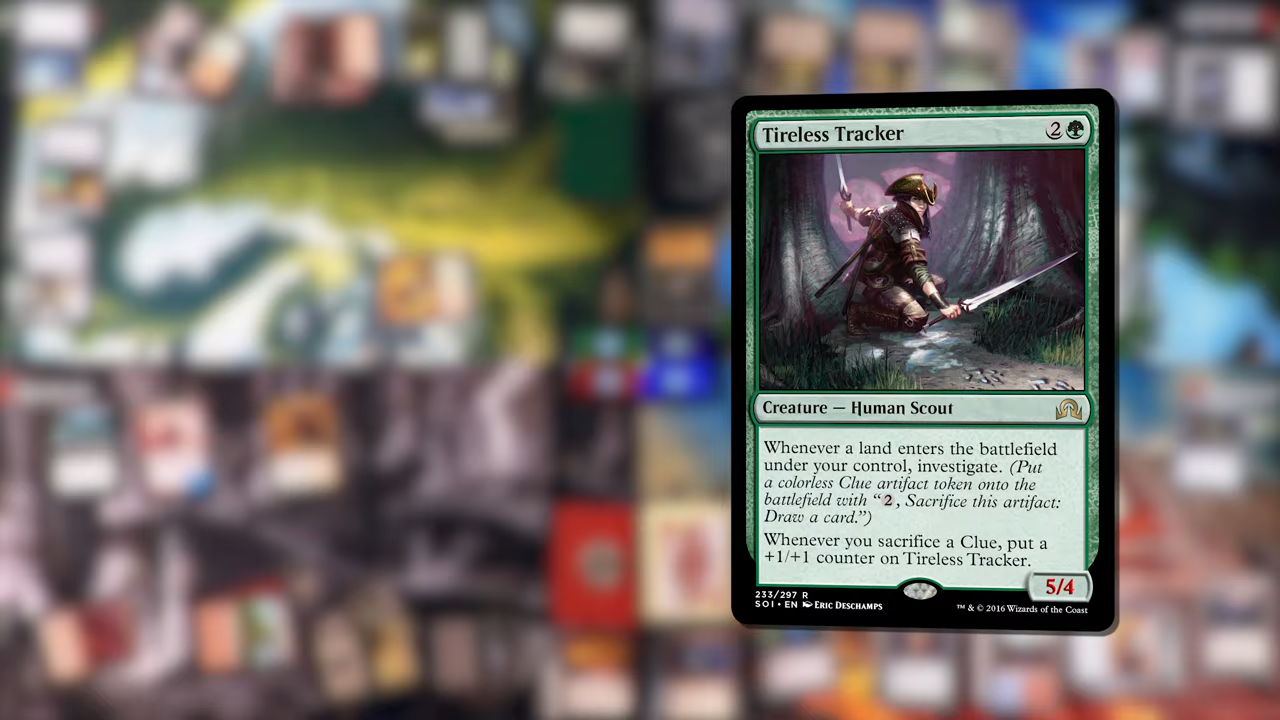 Tireless Tracker 2
Creature — Human Scout
Whenever a land enters the battlefield
under your control, investigate. (Put
a colorless Clue artifact token onto the
battlefield with “2, Sacrifice this artifact:
Draw a card.”)
Whenever you sacrifice a Clue, put a
+1/+1 counter on Tireless Tracker.
5/4
233/297 R
SOI • EN Eric Deschamps
™ & © 2016 Wizards of the Coast